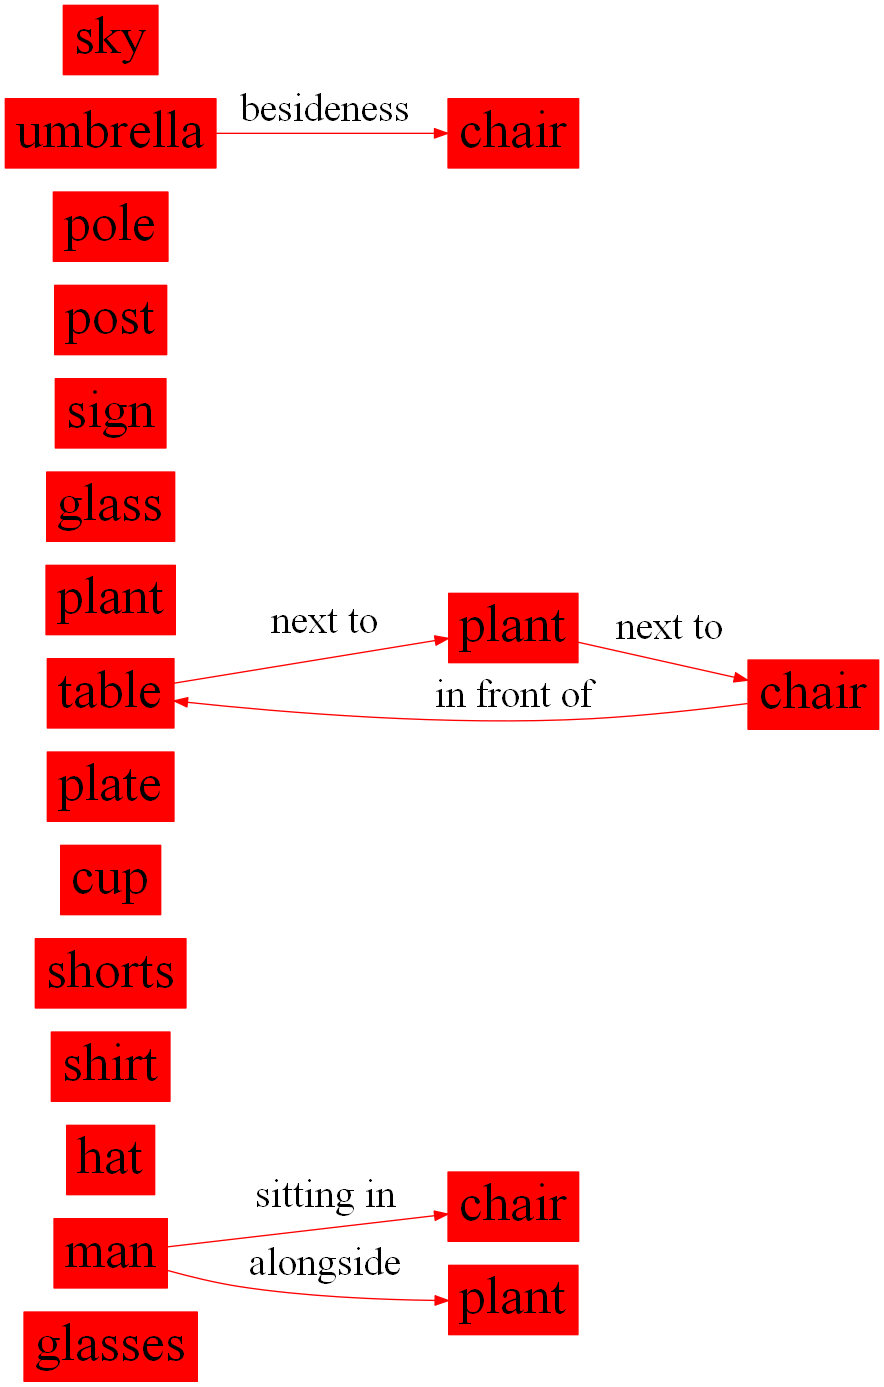 sky
umbrella
besideness
chair
pole
post
sign
glass
plant
table
next to
plant
next to
chair
in front of
plate
cup
shorts
shirt
hat
man
sitting in
chair
alongside
plant
glasses